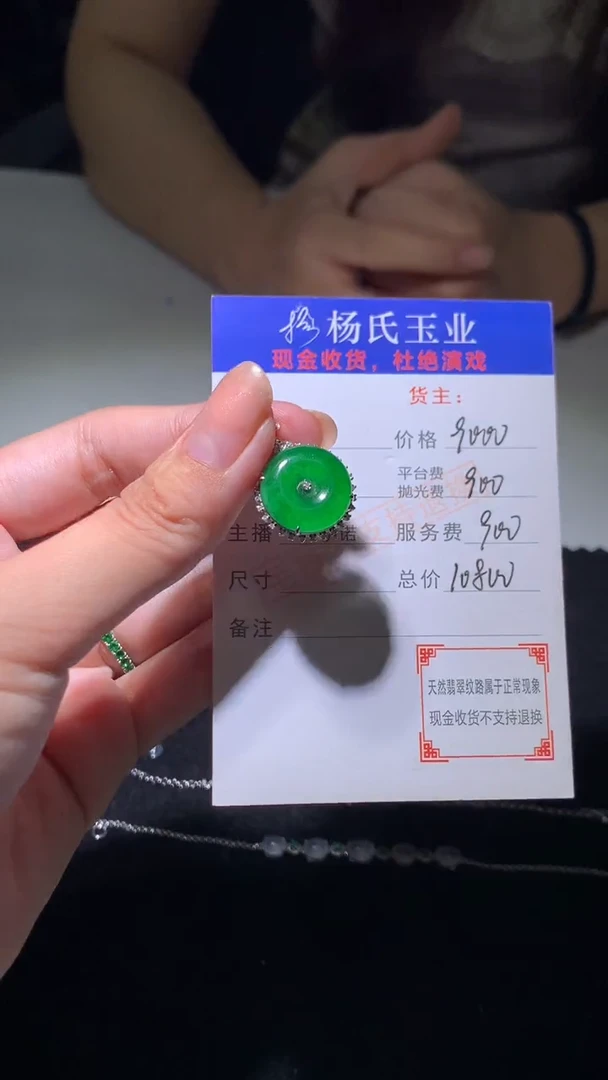 杨氏玉业
现金收货，杜绝演戏
货主：
价格 9000
平台费
抛光费 900
主播 诺 服务费 900
尺寸 总价 10800
备注
天然翡翠纹路属于正常现象
现金收货不支持退换